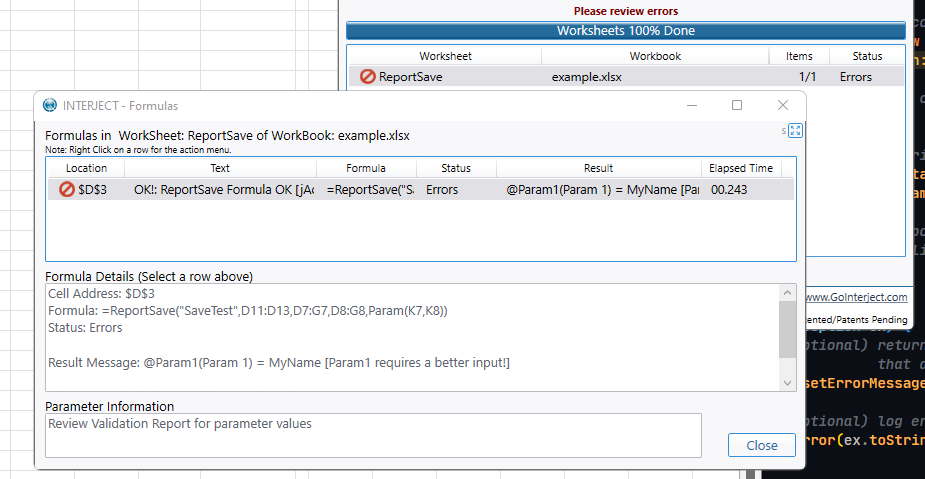 Please review errors
Worksheets 100% Done
Worksheet Workbook Items Status
ReportSave example.xlsx 1/1 Errors
INTERJECT - Formulas
Formulas in WorkSheet: ReportSave of WorkBook: example.xlsx
s
Note: Right Click on a row for the action menu.
Location Text Formula Status Result Elapsed Time
$D$3 OK!: ReportSave Formula OK [jAc =ReportSave("Sa Errors @Param1(Param 1) = MyName [Par 00.243
Formula Details (Select a row above)
Cell Address: $D$3
Formula: =ReportSave("SaveTest",D11:D13,D7:G7,D8:G8,Param(K7,K8))
Status: Errors
Result Message: @Param1(Param 1) = MyName [Param1 requires a better input!]
Parameter Information
Review Validation Report for parameter values
Close
www.GoInterject.com
ented/Patents Pending
ptional) return
that
setErrorMessage
ptional) log er
rror(ex.toStrin